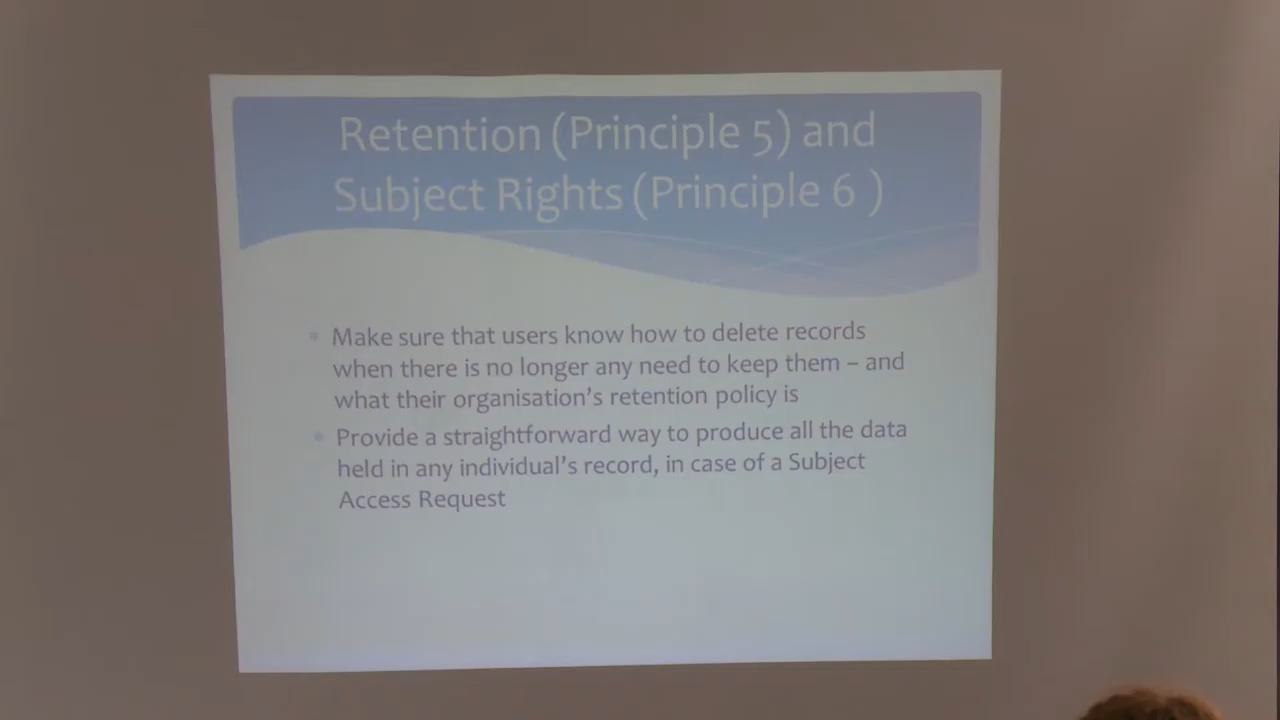 Retention (Principle 5) and
Subject Rights (Principle 6 )
Make sure that users know how to delete records
when there is no longer any need to keep them – and
what their organisation's retention policy is
Provide a straightforward way to produce all the data
held in any individual's record, in case of a Subject
Access Request